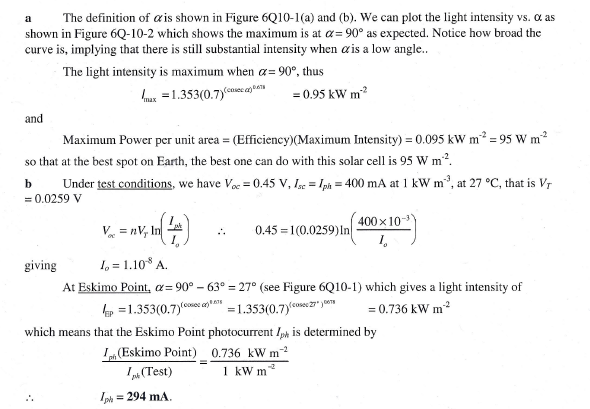 a The definition of α is shown in Figure 6Q10-1(a) and (b). We can plot the light intensity vs. α as
shown in Figure 6Q-10-2 which shows the maximum is at α = 90° as expected. Notice how broad the
curve is, implying that there is still substantial intensity when α is a low angle..
The light intensity is maximum when α = 90°, thus
I_max = 1.353(0.7)^(cosec α)^0.678 = 0.95 kW m⁻²
and
Maximum Power per unit area = (Efficiency)(Maximum Intensity) = 0.095 kW m⁻² = 95 W m⁻²
so that at the best spot on Earth, the best one can do with this solar cell is 95 W m⁻².
b Under test conditions, we have V_oc = 0.45 V, I_sc = I_ph = 400 mA at 1 kW m⁻³, at 27 °C, that is V_T
= 0.0259 V
V_oc = nV_T ln(I_ph / I_o) ∴ 0.45 = 1(0.0259)ln(400×10⁻³ / I_o)
giving I_o = 1.10⁻⁸ A.
At Eskimo Point, α = 90° – 63° = 27° (see Figure 6Q10-1) which gives a light intensity of
I_EP = 1.353(0.7)^(cosec α)^0.678 = 1.353(0.7)^(cosec 27°)^0678 = 0.736 kW m⁻²
which means that the Eskimo Point photocurrent I_ph is determined by
I_ph(Eskimo Point) / I_ph(Test) = 0.736 kW m⁻² / 1 kW m⁻²
∴ I_ph = 294 mA.